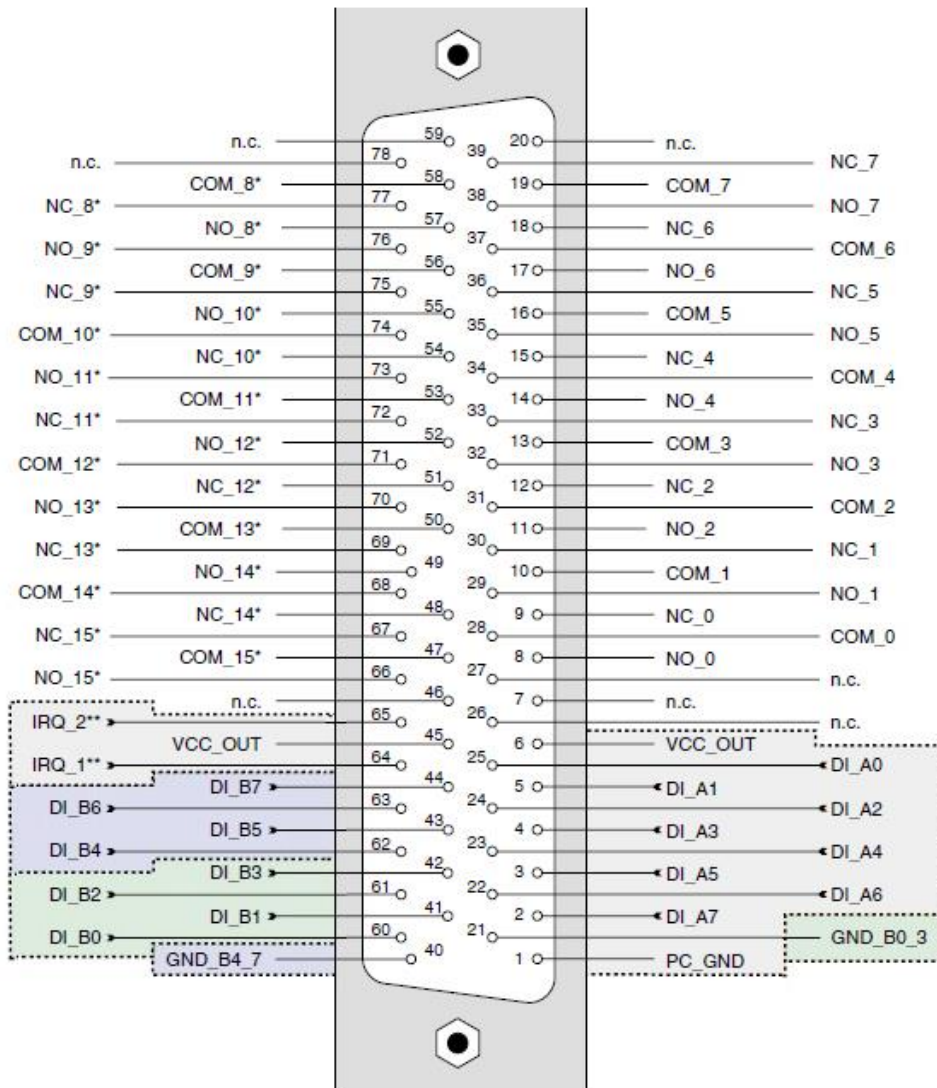 n.c. 59 20 n.c.
n.c. 78 39 NC_7
COM_8* 58 19 COM_7
NC_8* 77 38 NO_7
NO_8* 57 18 NC_6
NO_9* 76 37 COM_6
COM_9* 56 17 NO_6
NC_9* 75 36 NC_5
NO_10* 55 16 COM_5
COM_10* 74 35 NO_5
NC_10* 54 15 NC_4
NO_11* 73 34 COM_4
COM_11* 53 14 NO_4
NC_11* 72 33 NC_3
NO_12* 52 13 COM_3
COM_12* 71 32 NO_3
NC_12* 51 12 NC_2
NO_13* 70 31 COM_2
COM_13* 50 11 NO_2
NC_13* 69 30 NC_1
NO_14* 49 10 COM_1
COM_14* 68 29 NO_1
NC_14* 48 9 NC_0
NC_15* 67 28 COM_0
COM_15* 47 8 NO_0
NO_15* 66 27 n.c.
n.c. 46 7 n.c.
IRQ_2** 65 26 n.c.
VCC_OUT 45 6 VCC_OUT
IRQ_1** 64 25 DI_A0
DI_B7 44 5 DI_A1
DI_B6 63 24 DI_A2
DI_B5 43 4 DI_A3
DI_B4 62 23 DI_A4
DI_B3 42 3 DI_A5
DI_B2 61 22 DI_A6
DI_B1 41 2 DI_A7
DI_B0 60 21 GND_B0_3
GND_B4_7 40 1 PC_GND